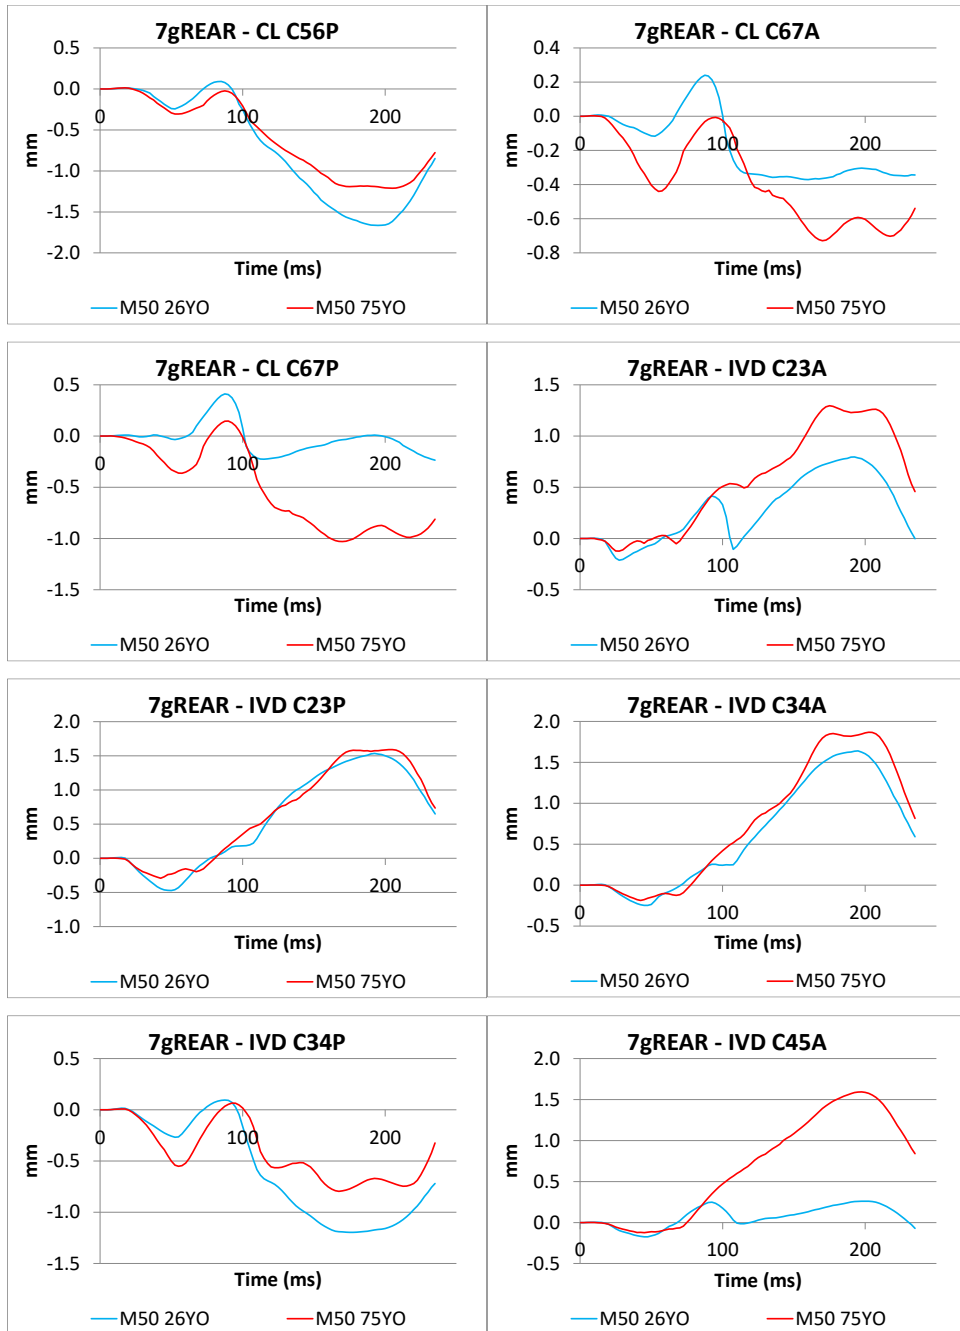 7gREAR - CL C56P
0.5
0.0
-0.5
-1.0
-1.5
-2.0
0
100
200
mm
Time (ms)
M50 26YO
M50 75YO
7gREAR - CL C67A
0.4
0.2
0.0
-0.2
-0.4
-0.6
-0.8
0
100
200
mm
Time (ms)
M50 26YO
M50 75YO
7gREAR - CL C67P
0.5
0.0
-0.5
-1.0
-1.5
0
100
200
mm
Time (ms)
M50 26YO
M50 75YO
7gREAR - IVD C23A
1.5
1.0
0.5
0.0
-0.5
0
100
200
mm
Time (ms)
M50 26YO
M50 75YO
7gREAR - IVD C23P
2.0
1.5
1.0
0.5
0.0
-0.5
-1.0
0
100
200
mm
Time (ms)
M50 26YO
M50 75YO
7gREAR - IVD C34A
2.0
1.5
1.0
0.5
0.0
-0.5
0
100
200
mm
Time (ms)
M50 26YO
M50 75YO
7gREAR - IVD C34P
0.5
0.0
-0.5
-1.0
-1.5
0
100
200
mm
Time (ms)
M50 26YO
M50 75YO
7gREAR - IVD C45A
2.0
1.5
1.0
0.5
0.0
-0.5
0
100
200
mm
Time (ms)
M50 26YO
M50 75YO